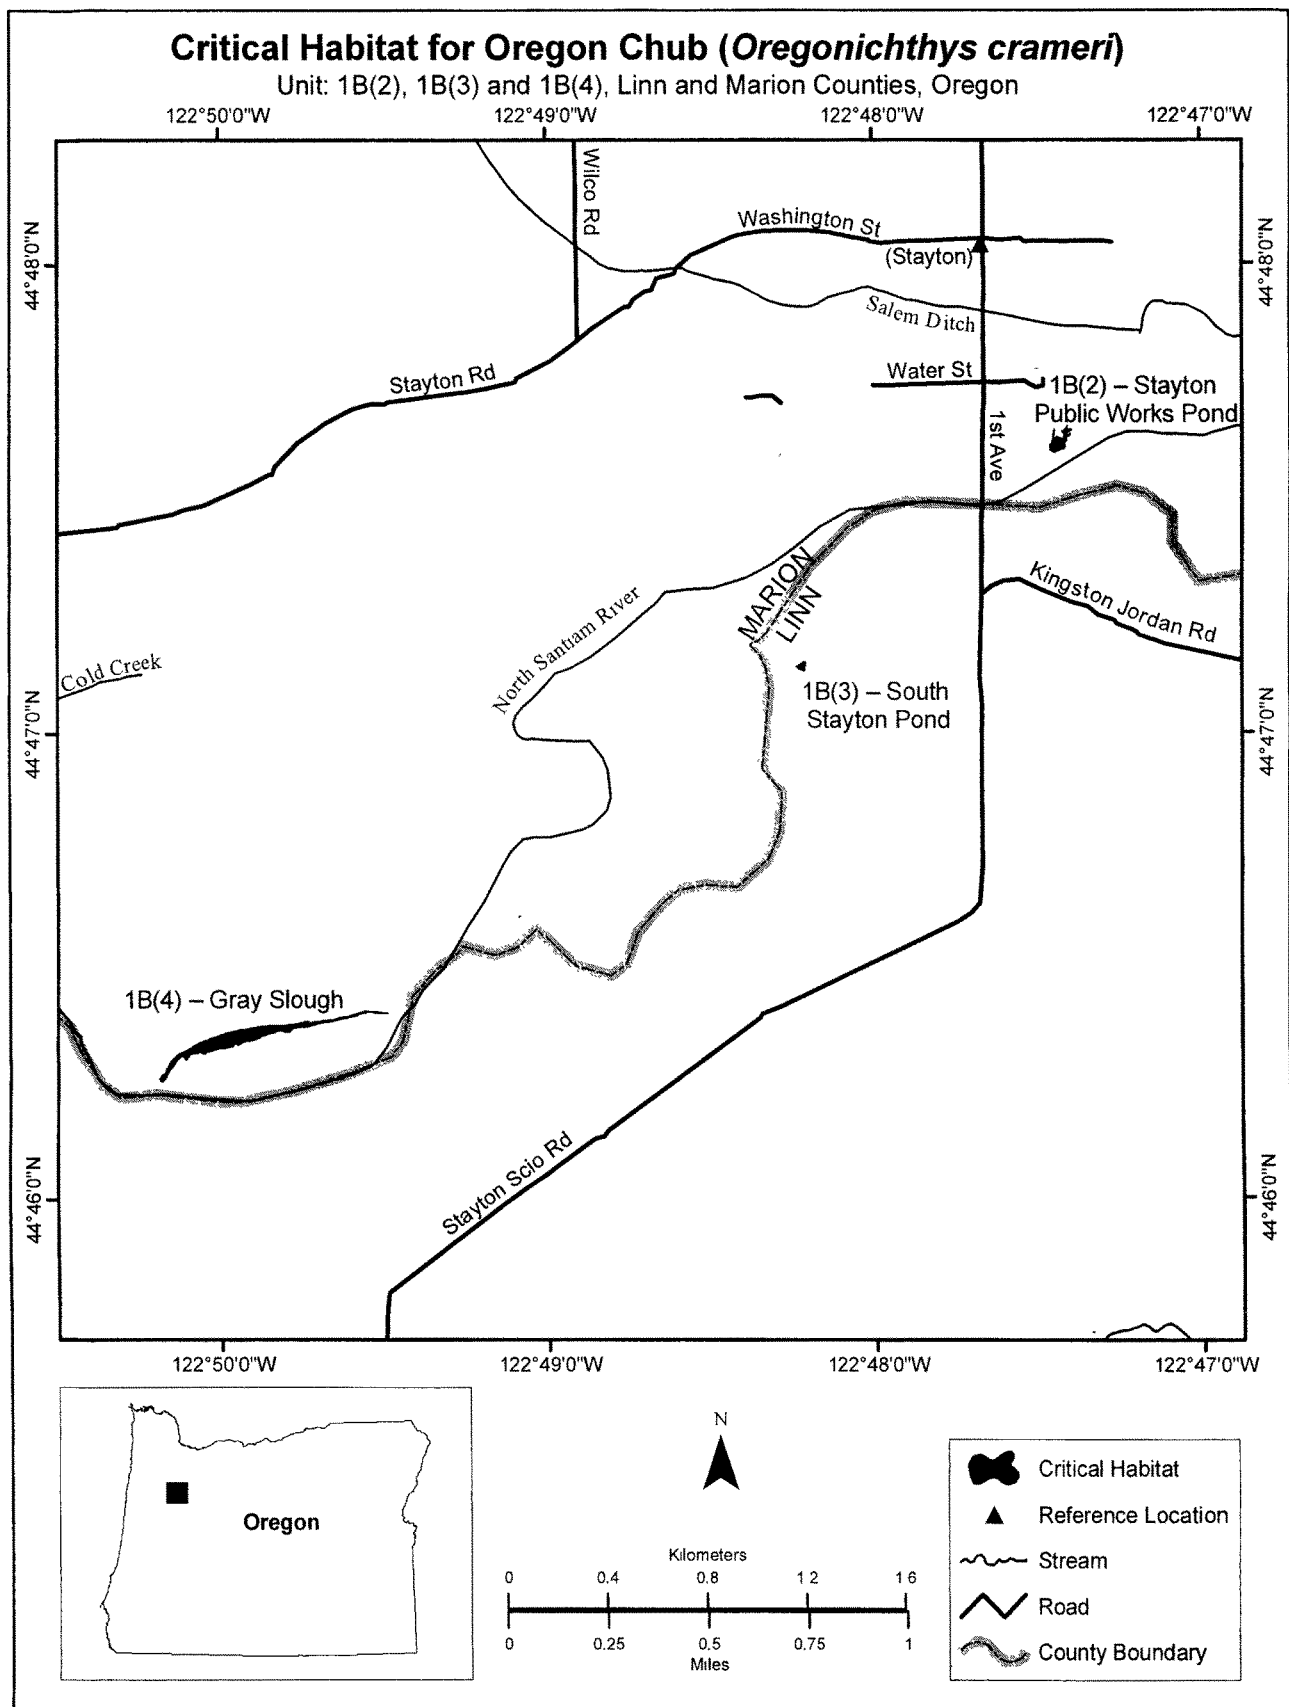 Critical Habitat for Oregon Chub (Oregonichthys crameri)
Unit: 1B(2), 1B(3) and 1B(4), Linn and Marion Counties, Oregon
122°50'0"W
122°49'0"W
122°48'0"W
122°47'0"W
Wilco Rd
Washington St
(Stayton)
44°48'0"N
44°48'0"N
Salem Ditch
Stayton Rd
Water St
1B(2) – Stayton
Public Works Pond
1st Ave
MARION
LINN
Kingston Jordan Rd
North Santiam River
Cold Creek
1B(3) – South
Stayton Pond
44°47'0"N
44°47'0"N
1B(4) – Gray Slough
Stayton Scio Rd
44°46'0"N
44°46'0"N
122°50'0"W
122°49'0"W
122°48'0"W
122°47'0"W
Oregon
N
Kilometers
0 0.4 0.8 1 2 1 6
0 0.25 0.5 0.75 1
Miles
Critical Habitat
Reference Location
Stream
Road
County Boundary